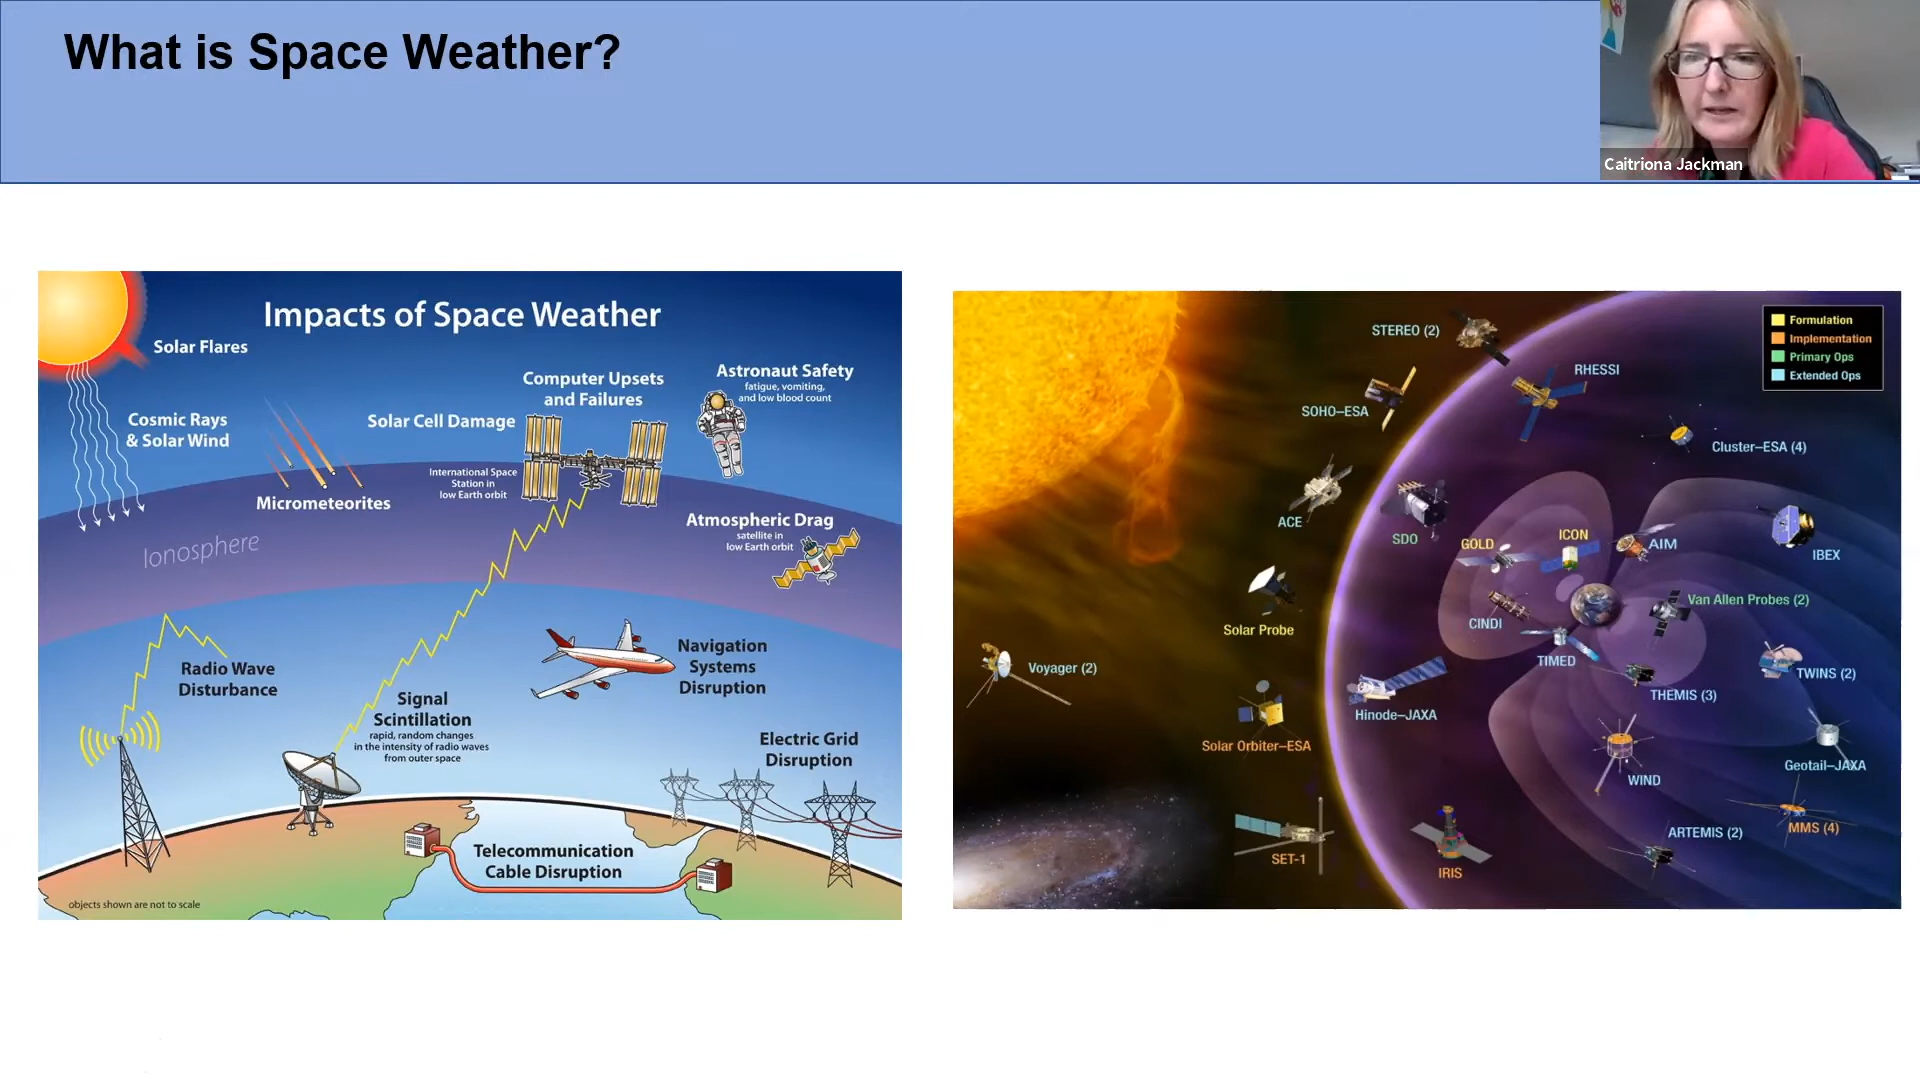 What is Space Weather?
Caitriona Jackman
Impacts of Space Weather
Solar Flares
Cosmic Rays
& Solar Wind
Micrometeorites
Solar Cell Damage
Computer Upsets
and Failures
International Space
Station in
low Earth orbit
Astronaut Safety
fatigue, vomiting,
and low blood count
Ionosphere
Atmospheric Drag
satellite in
low Earth orbit
Radio Wave
Disturbance
Signal
Scintillation
rapid, random changes
in the intensity of radio waves
from outer space
Navigation
Systems
Disruption
Electric Grid
Disruption
Telecommunication
Cable Disruption
objects shown are not to scale
Formulation
Implementation
Primary Ops
Extended Ops
STEREO (2)
RHESSI
SOHO–ESA
Cluster–ESA (4)
ACE
SDO
GOLD
ICON
AIM
IBEX
Solar Probe
CINDI
Van Allen Probes (2)
Voyager (2)
TIMED
TWINS (2)
THEMIS (3)
Hinode–JAXA
Solar Orbiter–ESA
WIND
Geotail–JAXA
MMS (4)
ARTEMIS (2)
SET-1
IRIS